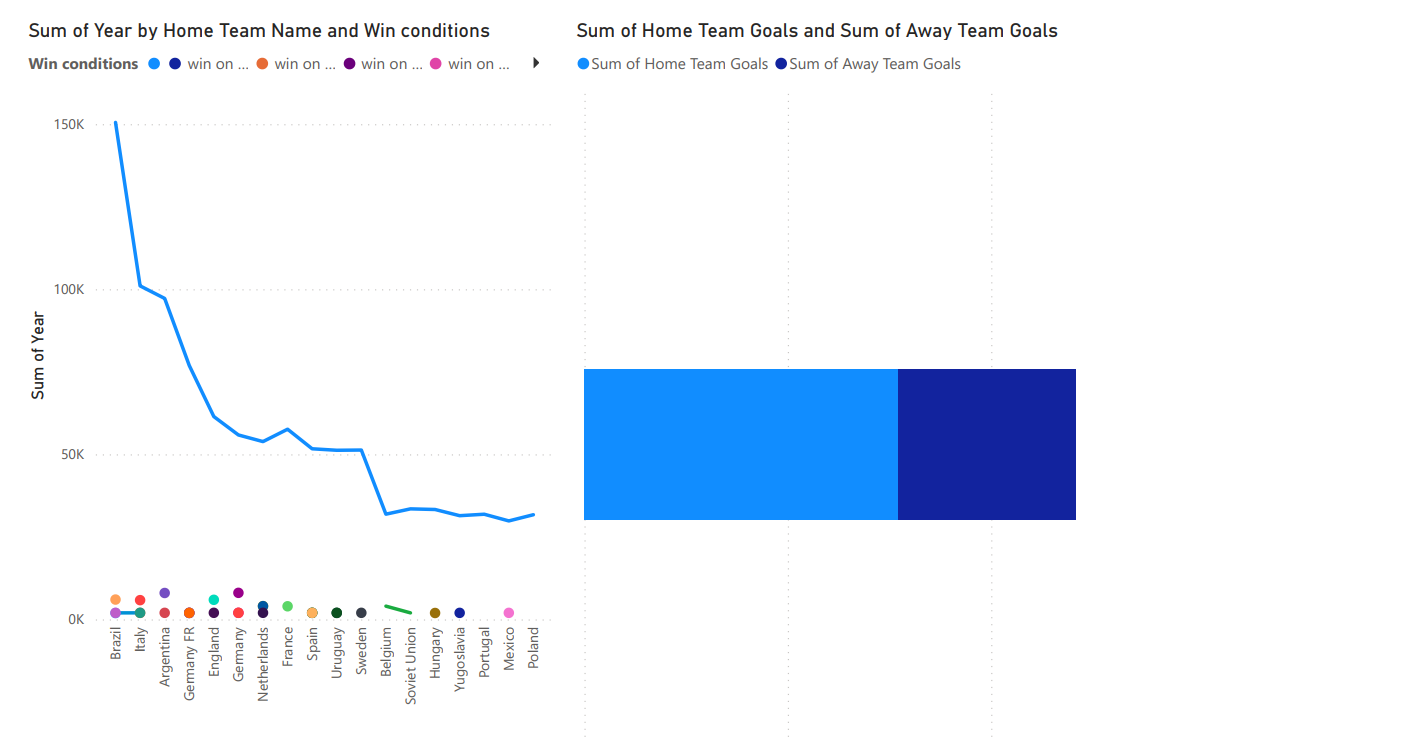 Sum of Year by Home Team Name and Win conditions
Win conditions win on ... win on ... win on ... win on ...
150K
100K
50K
0K
Sum of Year
Brazil
Italy
Argentina
Germany FR
England
Germany
Netherlands
France
Spain
Uruguay
Sweden
Belgium
Soviet Union
Hungary
Yugoslavia
Portugal
Mexico
Poland
Sum of Home Team Goals and Sum of Away Team Goals
Sum of Home Team Goals Sum of Away Team Goals